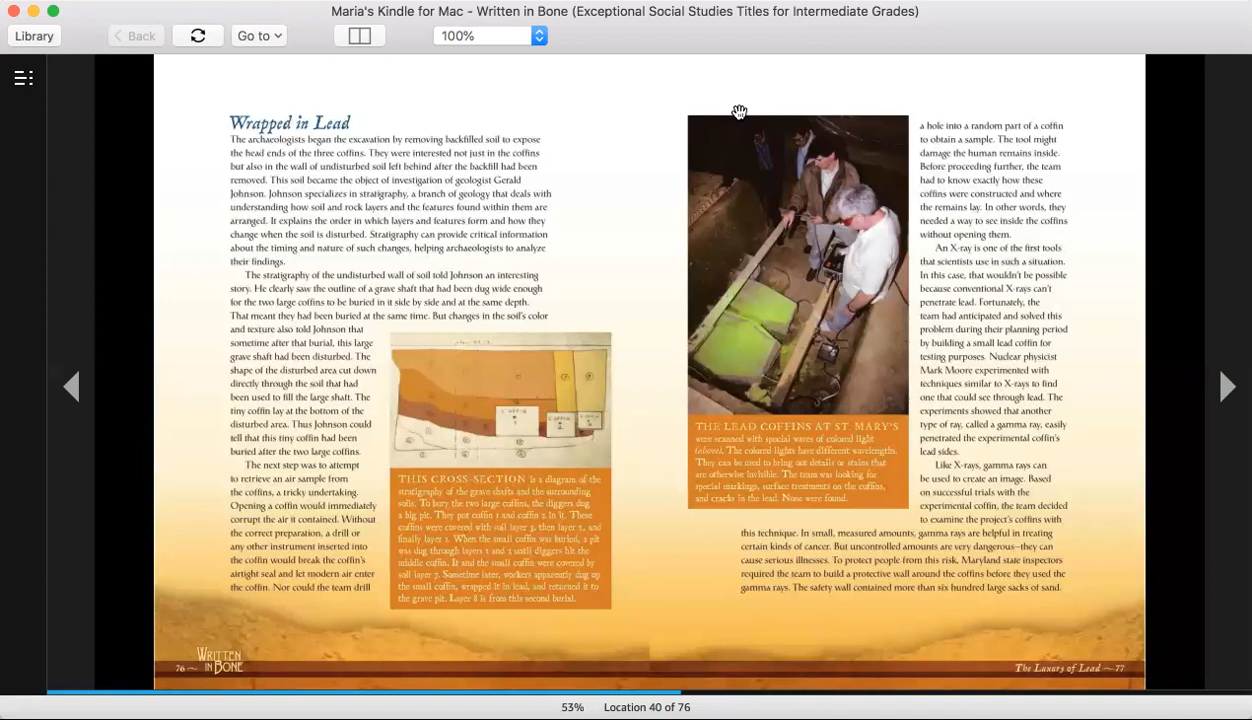 Maria's Kindle for Mac - Written in Bone (Exceptional Social Studies Titles for Intermediate Grades)
Library
Back
Go to
100%
Wrapped in Lead
The archaeologists began the excavation by removing backfilled soil to expose
the head ends of the three coffins. They were interested not just in the coffins
but also in the wall of undisturbed soil left behind after the backfill had been
removed. This soil became the object of investigation of geologist Gerald
Johnson. Johnson specializes in stratigraphy, a branch of geology that deals with
understanding how soil and rock layers and the features found within them are
arranged. It explains the order in which layers and features form and how they
change when the soil is disturbed. Stratigraphy can provide critical information
about the timing and nature of such changes, helping archaeologists to analyze
their findings.
The stratigraphy of the undisturbed wall of soil told Johnson an interesting
story. He clearly saw the outline of a grave shaft that had been dug wide enough
for the two large coffins to be buried in it side by side and at the same depth.
That meant they had been buried at the same time. But changes in the soil's color
and texture also told Johnson that
sometime after that burial, this large
grave shaft had been disturbed. The
shape of the disturbed area cut down
directly through the soil that had
been used to fill the large shaft. The
tiny coffin lay at the bottom of the
disturbed area. Thus Johnson could
tell that this tiny coffin had been
buried after the two large coffins.
The next step was to attempt
to retrieve an air sample from
the coffins, a tricky undertaking.
Opening a coffin would immediately
corrupt the air it contained. Without
the correct preparation, a drill or
any other instrument inserted into
the coffin would break the coffin's
airtight seal and let modern air enter
the coffin. Nor could the team drill
COFFIN
COFFIN
THIS CROSS-SECTION is a diagram of the
stratigraphy of the grave shafts and the surrounding
soils. To bury the two large coffins, the diggers dug
a big pit. They put coffin 1 and coffin 2 in it. These
coffins were covered with soil layer 3, then layer 2, and
finally layer 1. When the small coffin was buried, a pit
was dug through layers 1 and 2 until diggers hit the
middle coffin. It and the small coffin were covered by
soil layer 7. Sometime later, workers apparently dug up
the small coffin, wrapped it in lead, and returned it to
the grave pit. Layer 8 is from this second burial.
76
WRITTEN
IN BONE
THE LEAD COFFINS AT ST. MARY'S
were scanned with special waves of colored light
(above). The colored lights have different wavelengths.
They can be used to bring out details or stains that
are otherwise invisible. The team was looking for
special markings, surface treatments on the coffins,
and cracks in the lead. None were found.
a hole into a random part of a coffin
to obtain a sample. The tool might
damage the human remains inside.
Before proceeding further, the team
had to know exactly how these
coffins were constructed and where
the remains lay. In other words, they
needed a way to see inside the coffins
without opening them.
An X-ray is one of the first tools
that scientists use in such a situation.
In this case, that wouldn't be possible
because conventional X-rays can't
penetrate lead. Fortunately, the
team had anticipated and solved this
problem during their planning period
by building a small lead coffin for
testing purposes. Nuclear physicist
Mark Moore experimented with
techniques similar to X-rays to find
one that could see through lead. The
experiments showed that another
type of ray, called a gamma ray, easily
penetrated the experimental coffin's
lead sides.
Like X-rays, gamma rays can
be used to create an image. Based
on successful trials with the
experimental coffin, the team decided
to examine the project's coffins with
this technique. In small, measured amounts, gamma rays are helpful in treating
certain kinds of cancer. But uncontrolled amounts are very dangerous—they can
cause serious illnesses. To protect people from this risk, Maryland state inspectors
required the team to build a protective wall around the coffins before they used the
gamma rays. The safety wall contained more than six hundred large sacks of sand.
The Luxury of Lead — 77
53% Location 40 of 76